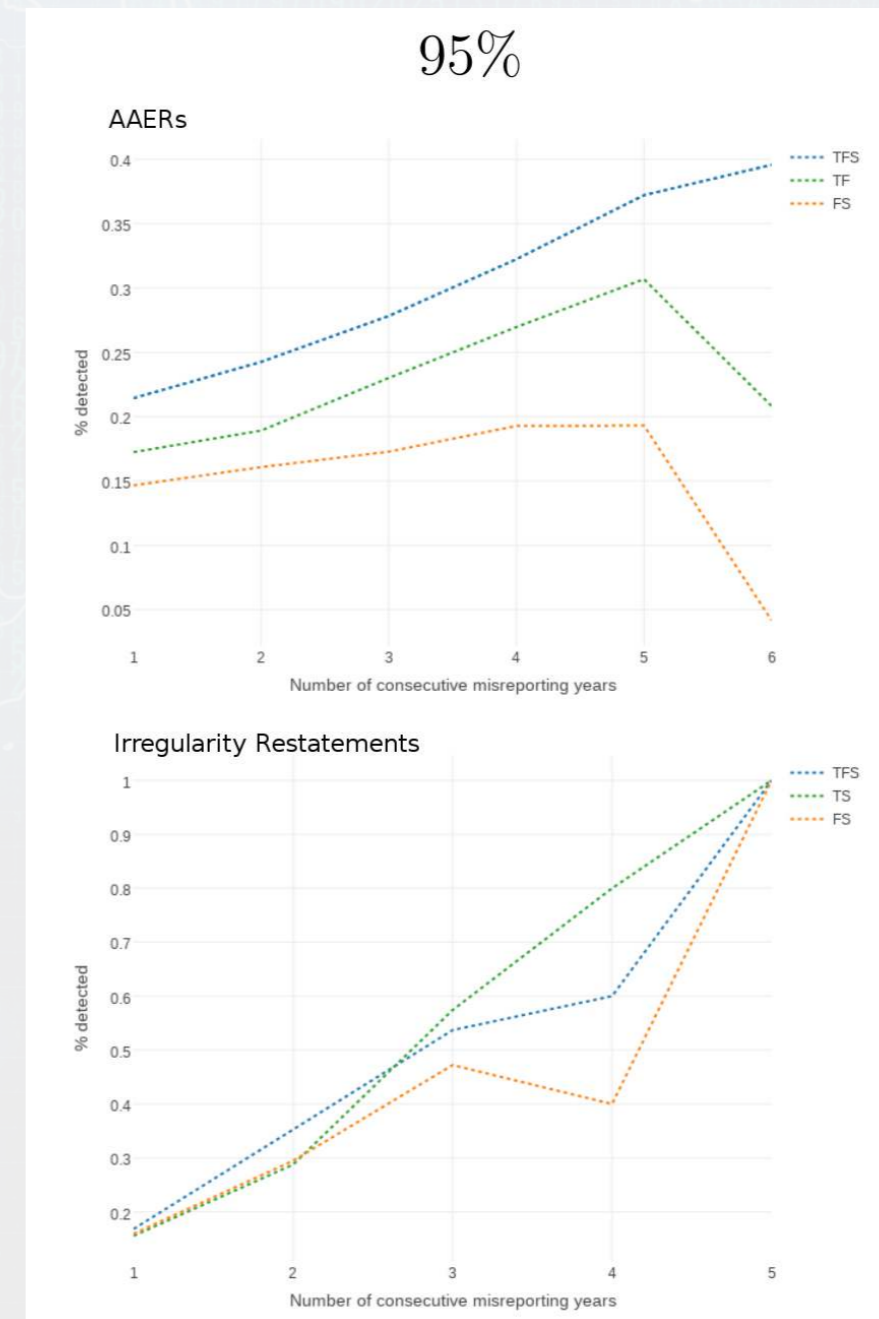 95%
AAERs
TFS
TF
FS
0.4
0.35
0.3
0.25
0.2
0.15
0.1
0.05
% detected
1 2 3 4 5 6
Number of consecutive misreporting years
Irregularity Restatements
TFS
TS
FS
1
0.9
0.8
0.7
0.6
0.5
0.4
0.3
0.2
% detected
1 2 3 4 5
Number of consecutive misreporting years